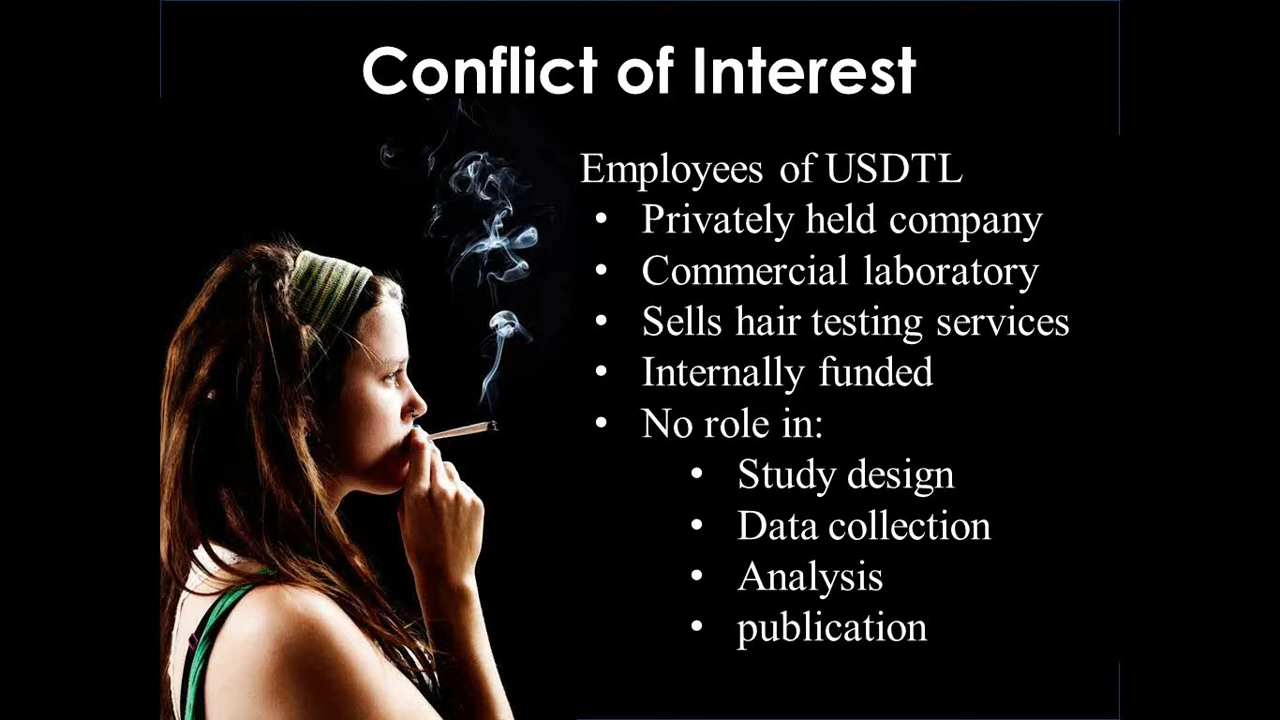 Conflict of Interest
Employees of USDTL
• Privately held company
• Commercial laboratory
• Sells hair testing services
• Internally funded
• No role in:
• Study design
• Data collection
• Analysis
• publication